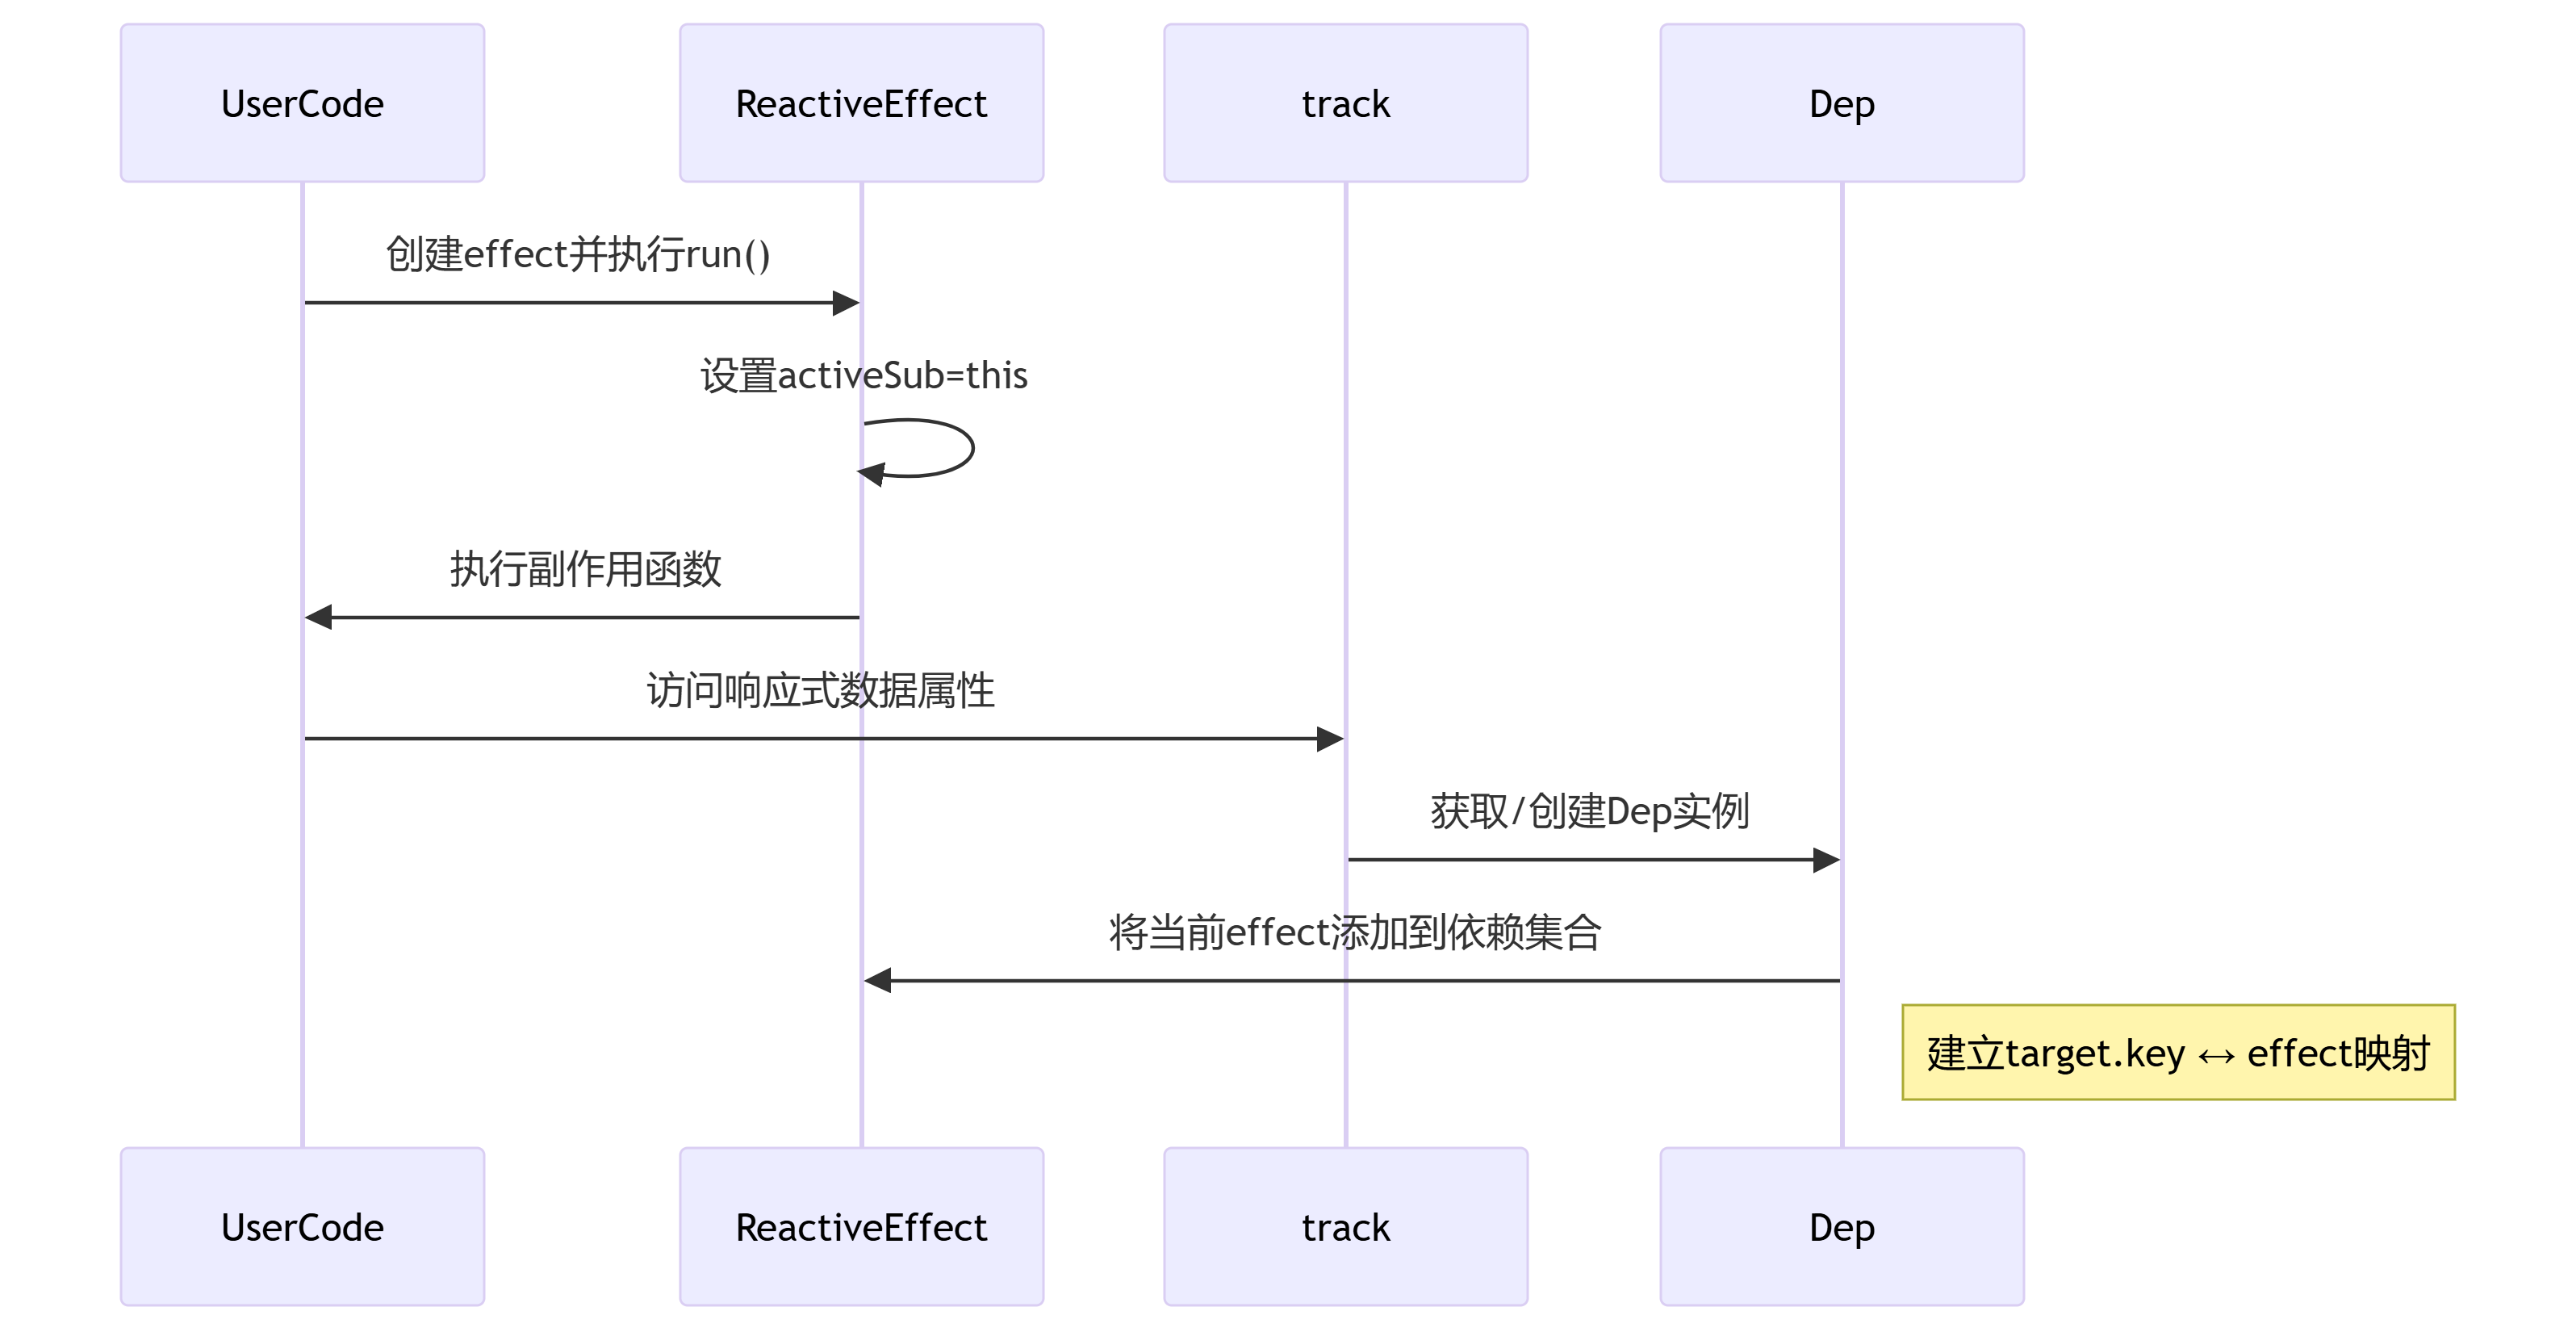 UserCode
ReactiveEffect
track
Dep
创建effect并执行run()
设置activeSub=this
执行副作用函数
访问响应式数据属性
获取/创建Dep实例
将当前effect添加到依赖集合
建立target.key ↔ effect映射
UserCode
ReactiveEffect
track
Dep